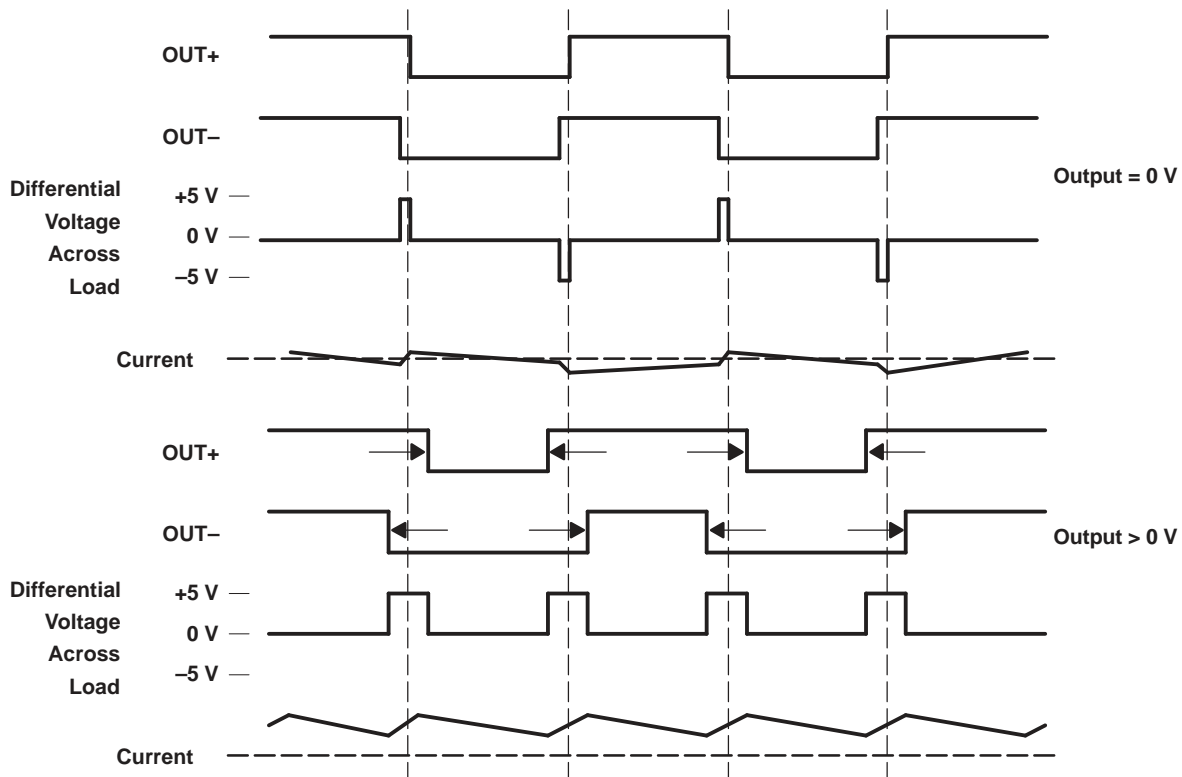 OUT+
OUT–
Output = 0 V
Differential
Voltage
Across
Load
+5 V
0 V
–5 V
Current
OUT+
OUT–
Output > 0 V
Differential
Voltage
Across
Load
+5 V
0 V
–5 V
Current